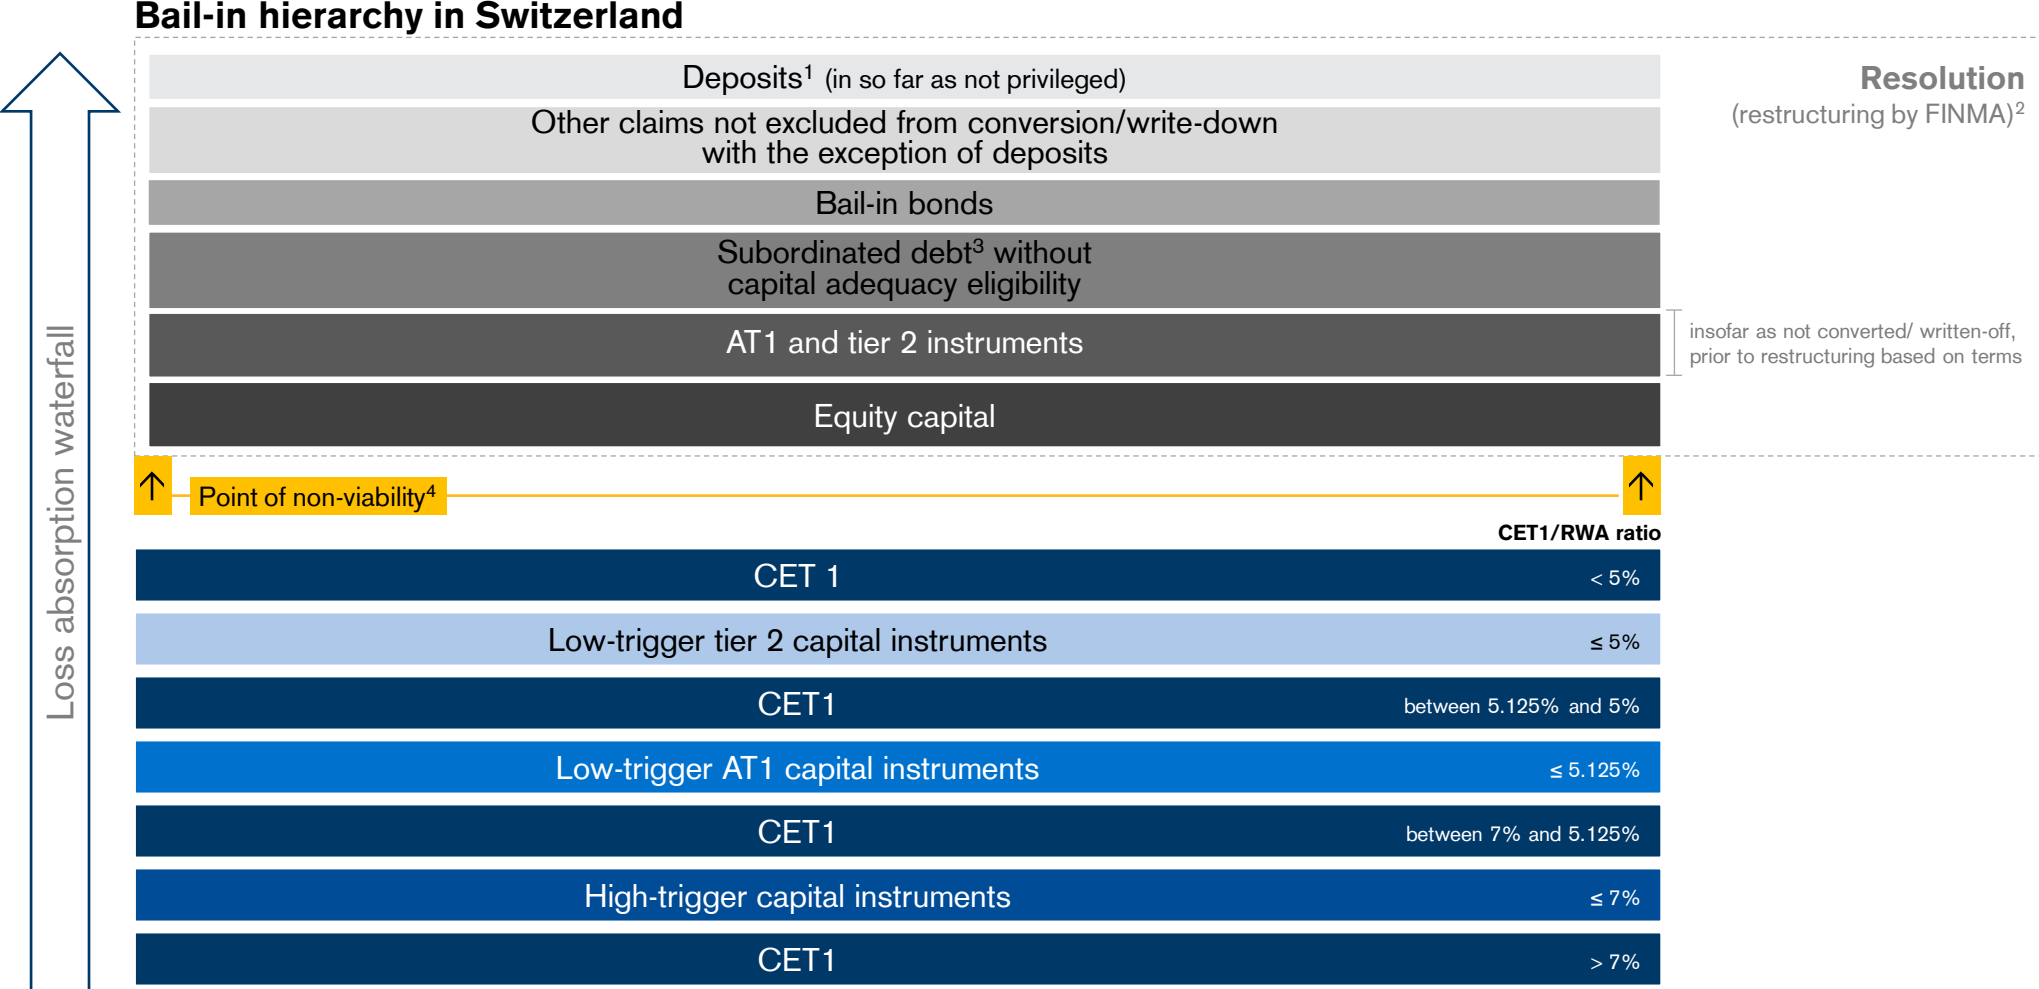 Bail-in hierarchy in Switzerland
Deposits¹ (in so far as not privileged)
Resolution
(restructuring by FINMA)²
Other claims not excluded from conversion/write-down
with the exception of deposits
Bail-in bonds
Subordinated debt³ without
capital adequacy eligibility
AT1 and tier 2 instruments
insofar as not converted/ written-off,
prior to restructuring based on terms
Equity capital
Loss absorption waterfall
Point of non-viability⁴
CET1/RWA ratio
CET 1 < 5%
Low-trigger tier 2 capital instruments ≤ 5%
CET1 between 5.125% and 5%
Low-trigger AT1 capital instruments ≤ 5.125%
CET1 between 7% and 5.125%
High-trigger capital instruments ≤ 7%
CET1 > 7%